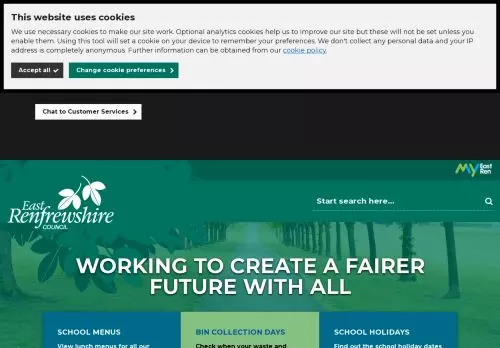 This website uses cookies
We use necessary cookies to make our site work. Optional analytics cookies help us to improve our site but these will not be set unless you
enable them. Using this tool will set a cookie on your device to remember your preferences. We don't collect any personal data and your IP
address is completely anonymous. Further information can be obtained from our cookie policy.
Accept all
Change cookie preferences
Chat to Customer Services
My East Ren
East
Renfrewshire
COUNCIL
Start search here...
WORKING TO CREATE A FAIRER
FUTURE WITH ALL
SCHOOL MENUS
BIN COLLECTION DAYS
SCHOOL HOLIDAYS
View lunch menus for all our
Check when your waste and
Find out the school holiday dates